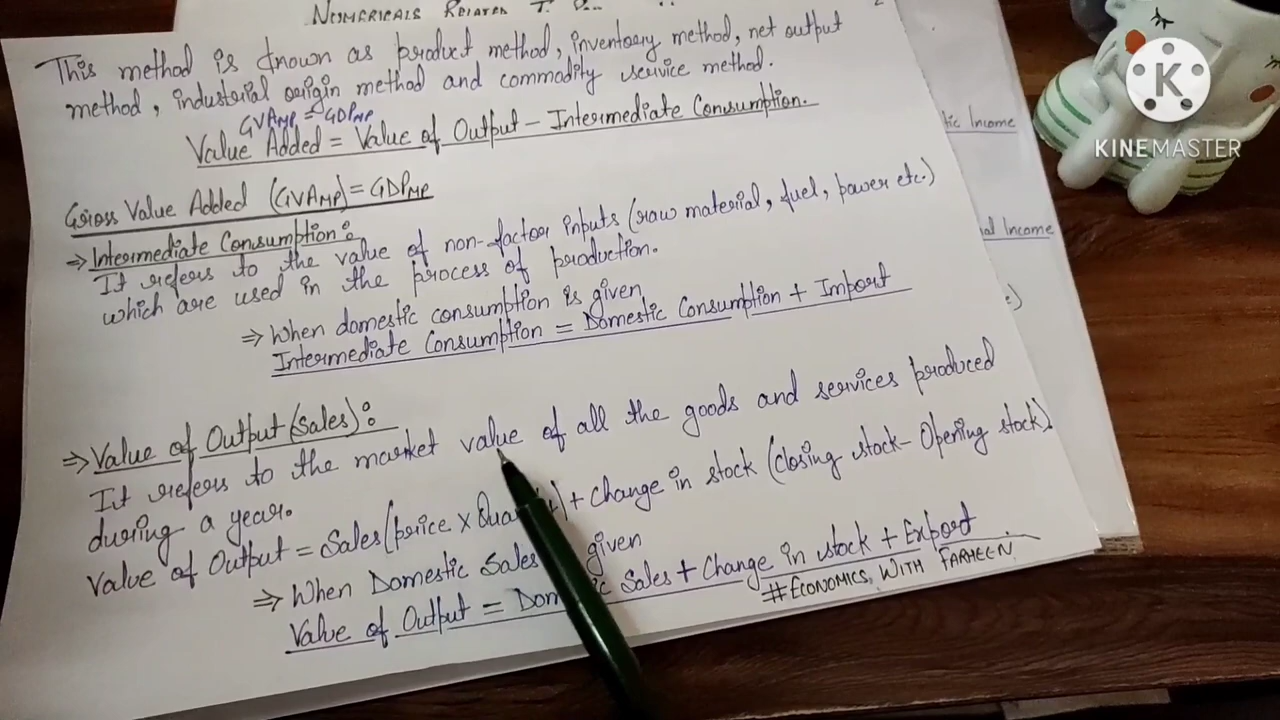 NUMERICALS RELATED
This method is known as product method, inventory method, net output
method, industrial origin method and commodity service method.
GVAMP = GDPMP
Value Added = Value of Output - Intermediate Consumption.
Gross Value Added (GVAMP) = GDPMP
⇒ Intermediate Consumption:
It refers to the value of non-factor inputs (raw material, fuel, power etc.)
which are used in the process of production.
⇒ When domestic consumption is given
Intermediate Consumption = Domestic Consumption + Import
⇒ Value of Output (Sales):
It refers to the market value of all the goods and services produced
during a year.
Value of Output = Sales (price × ) + Change in stock (closing stock - Opening stock)
⇒ When Domestic Sales given
Value of Output = Sales + Change in stock + Export
#ECONOMICS WITH FARHEEN
Income
Income
KINEMASTER